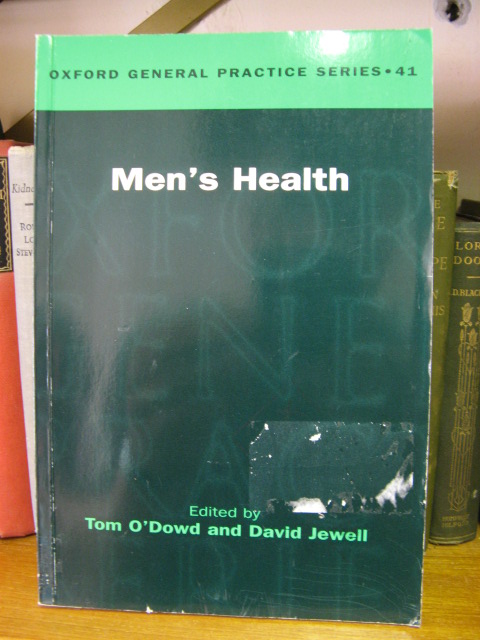 OXFORD GENERAL PRACTICE SERIES • 41
Men's Health
Edited by
Tom O'Dowd and David Jewell